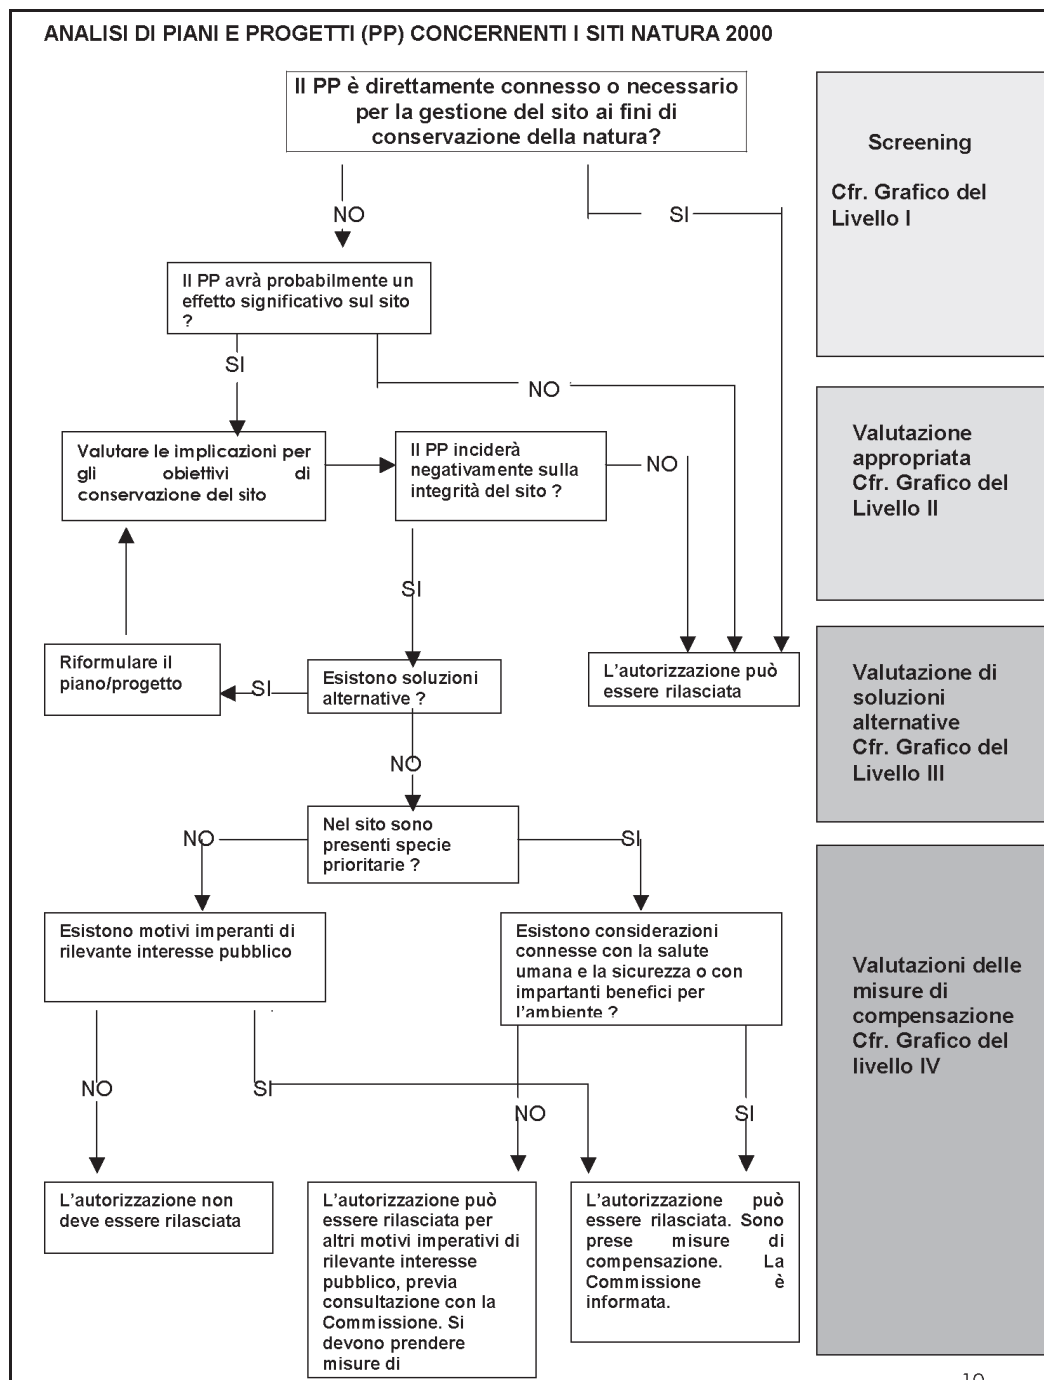 ANALISI DI PIANI E PROGETTI (PP) CONCERNENTI I SITI NATURA 2000
Il PP è direttamente connesso o necessario
per la gestione del sito ai fini di
conservazione della natura?
Screening
Cfr. Grafico del
Livello I
NO
SI
Il PP avrà probabilmente un
effetto significativo sul sito
?
SI
NO
Valutare le implicazioni per
gli obiettivi di
conservazione del sito
Il PP inciderà
negativamente sulla
integrità del sito ?
NO
Valutazione
appropriata
Cfr. Grafico del
Livello II
SI
Riformulare il
piano/progetto
SI
Esistono soluzioni
alternative ?
L'autorizzazione può
essere rilasciata
Valutazione di
soluzioni
alternative
Cfr. Grafico del
Livello III
NO
Nel sito sono
presenti specie
prioritarie ?
NO
SI
Esistono motivi imperanti di
rilevante interesse pubblico
Esistono considerazioni
connesse con la salute
umana e la sicurezza o con
impartanti benefici per
l'ambiente ?
Valutazioni delle
misure di
compensazione
Cfr. Grafico del
livello IV
NO
SI
NO
SI
L'autorizzazione non
deve essere rilasciata
L'autorizzazione può
essere rilasciata per
altri motivi imperativi di
rilevante interesse
pubblico, previa
consultazione con la
Commissione. Si
devono prendere
misure di
L'autorizzazione può
essere rilasciata. Sono
prese misure di
compensazione. La
Commissione è
informata.
10